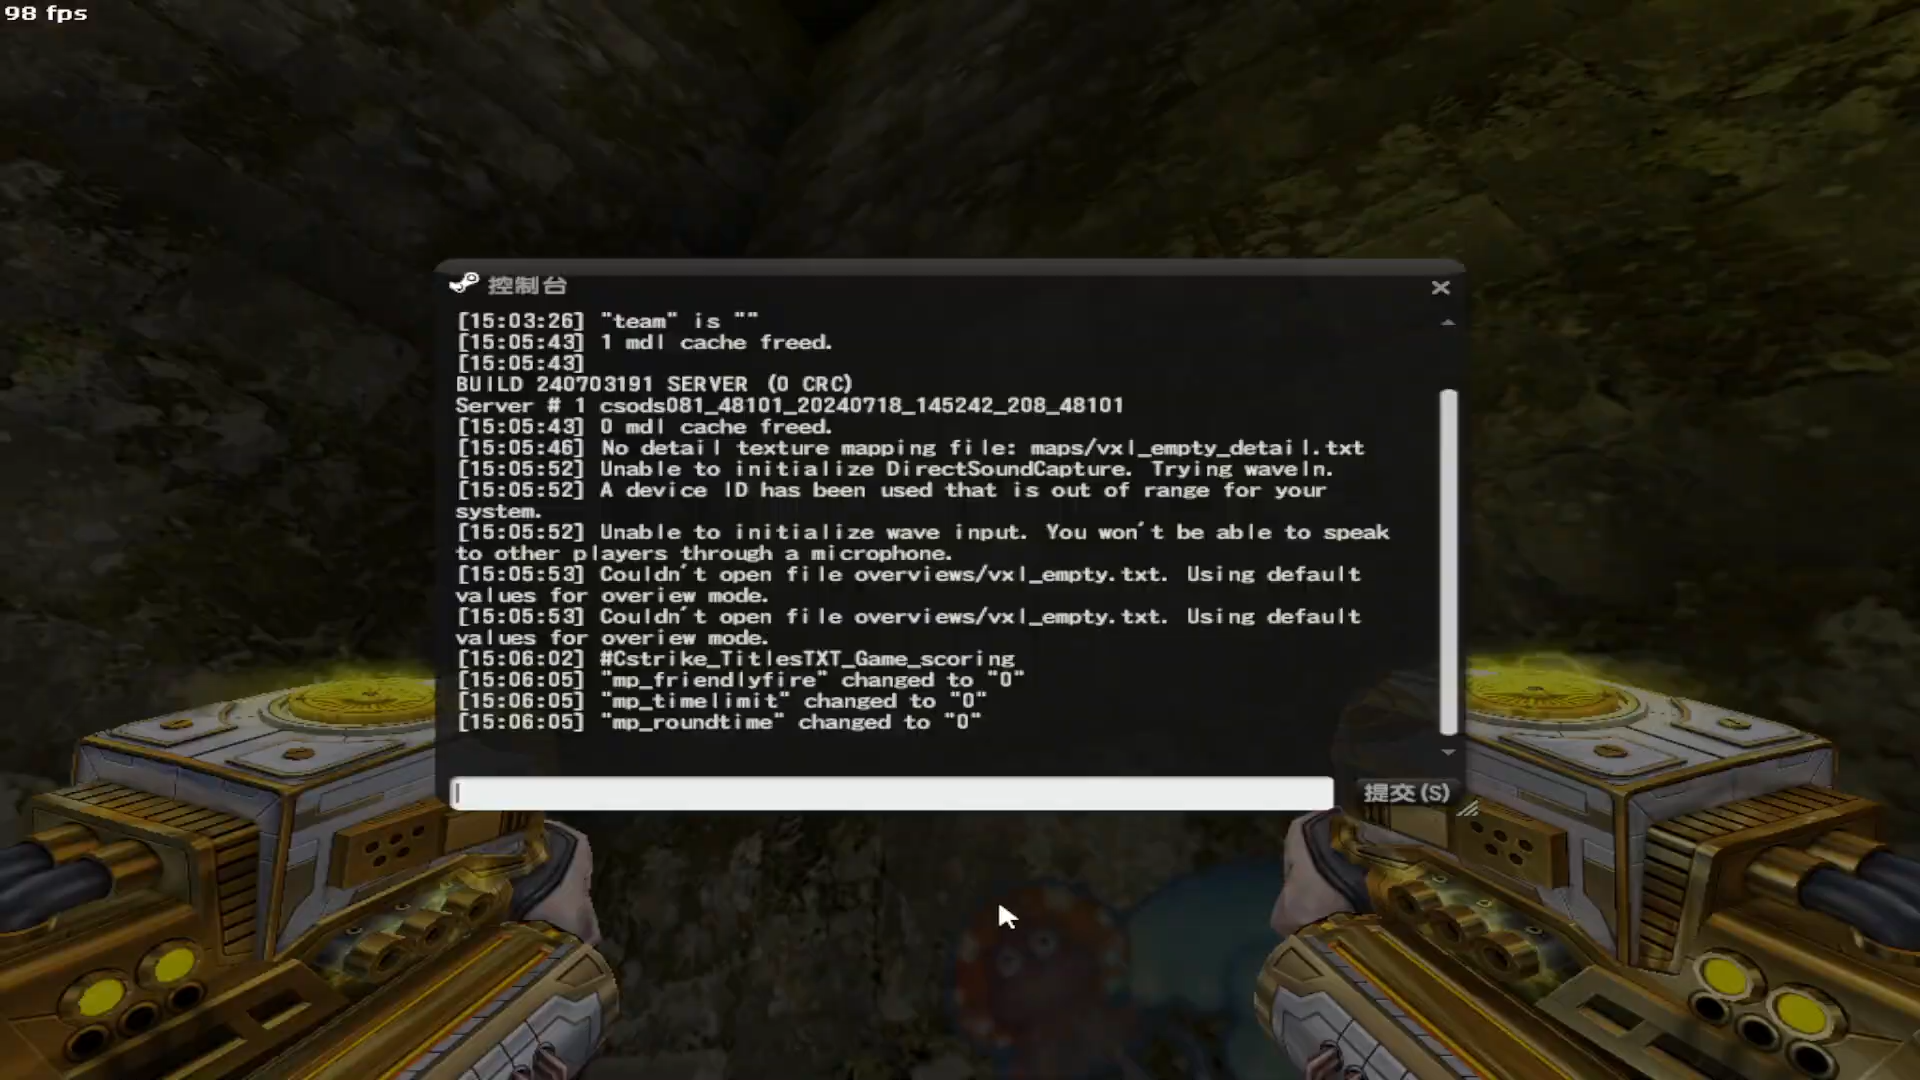 98 fps
控制台
[15:03:26] "team" is ""
[15:05:43] 1 mdl cache freed.
[15:05:43]
BUILD 240703191 SERVER (0 CRC)
Server # 1 csods081_48101_20240718_145242_208_48101
[15:05:43] 0 mdl cache freed.
[15:05:46] No detail texture mapping file: maps/vxl_empty_detail.txt
[15:05:52] Unable to initialize DirectSoundCapture. Trying waveIn.
[15:05:52] A device ID has been used that is out of range for your
system.
[15:05:52] Unable to initialize wave input. You won't be able to speak
to other players through a microphone.
[15:05:53] Couldn't open file overviews/vxl_empty.txt. Using default
values for overiew mode.
[15:05:53] Couldn't open file overviews/vxl_empty.txt. Using default
values for overiew mode.
[15:06:02] #Cstrike_TitlesTXT_Game_scoring
[15:06:05] "mp_friendlyfire" changed to "0"
[15:06:05] "mp_timelimit" changed to "0"
[15:06:05] "mp_roundtime" changed to "0"
提交(S)